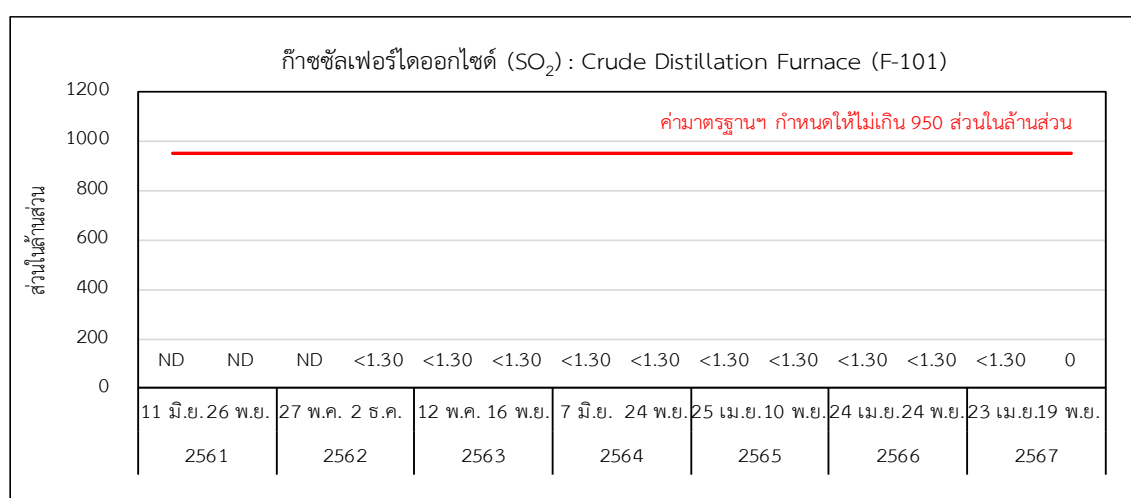 ก๊าซซัลเฟอร์ไดออกไซด์ (SO2) : Crude Distillation Furnace (F-101)
1200
ค่ามาตรฐานฯ กำหนดให้ไม่เกิน 950 ส่วนในล้านส่วน
1000
800
600
400
200
0
ส่วนในล้านส่วน
ND ND ND <1.30 <1.30 <1.30 <1.30 <1.30 <1.30 <1.30 <1.30 <1.30 <1.30 0
11 มิ.ย. 26 พ.ย. 27 พ.ค. 2 ธ.ค. 12 พ.ค. 16 พ.ย. 7 มิ.ย. 24 พ.ย. 25 เม.ย. 10 พ.ย. 24 เม.ย. 24 พ.ย. 23 เม.ย. 19 พ.ย.
2561 2562 2563 2564 2565 2566 2567